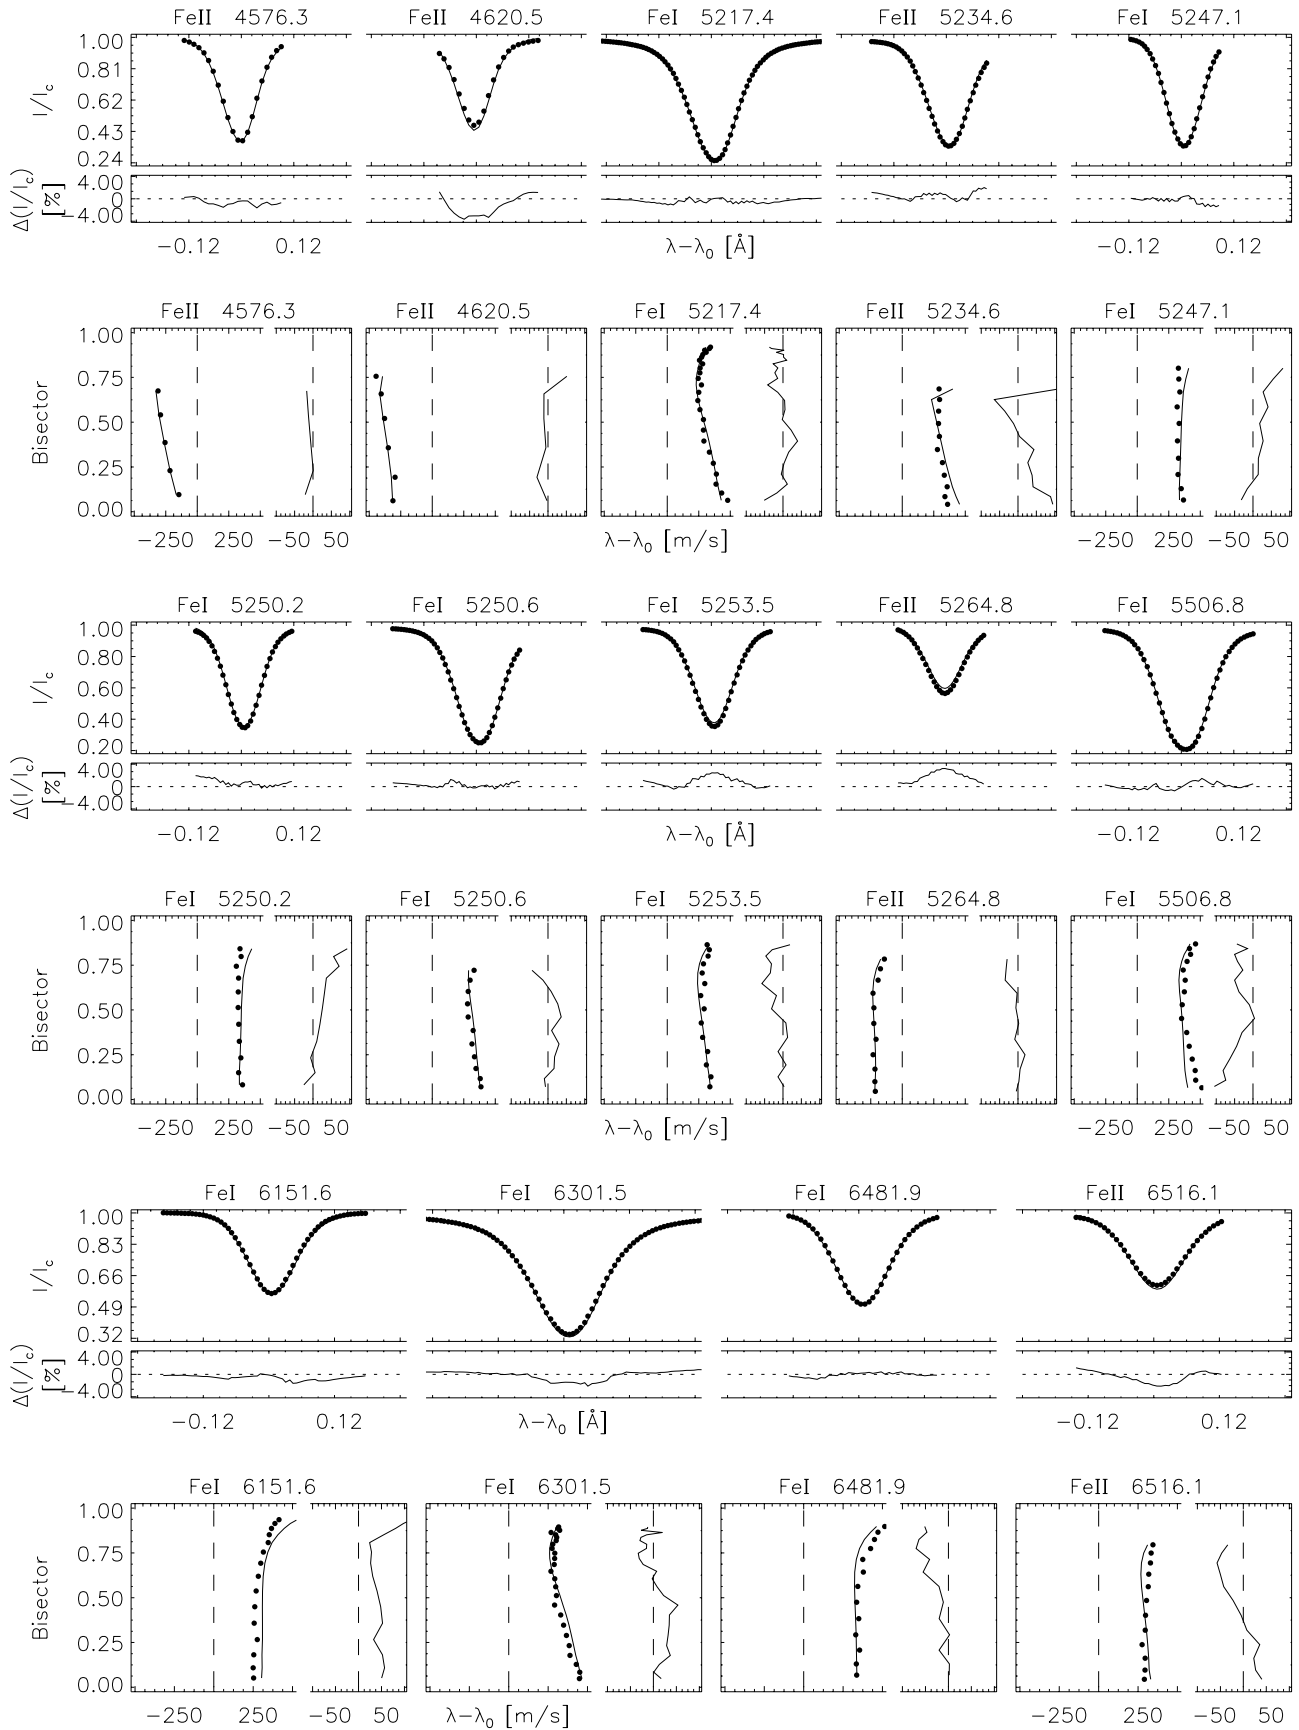 FeII 4576.3 FeII 4620.5 FeI 5217.4 FeII 5234.6 FeI 5247.1
1.00
0.81
0.62
0.43
0.24
I/I_c
4.00
0
−4.00
Δ(I/I_c) [%]
−0.12 0.12 λ−λ₀ [Å] −0.12 0.12
FeII 4576.3 FeII 4620.5 FeI 5217.4 FeII 5234.6 FeI 5247.1
1.00
0.75
0.50
0.25
0.00
Bisector
−250 250 −50 50 λ−λ₀ [m/s] −250 250 −50 50
FeI 5250.2 FeI 5250.6 FeI 5253.5 FeII 5264.8 FeI 5506.8
1.00
0.80
0.60
0.40
0.20
I/I_c
4.00
0
−4.00
Δ(I/I_c) [%]
−0.12 0.12 λ−λ₀ [Å] −0.12 0.12
FeI 5250.2 FeI 5250.6 FeI 5253.5 FeII 5264.8 FeI 5506.8
1.00
0.75
0.50
0.25
0.00
Bisector
−250 250 −50 50 λ−λ₀ [m/s] −250 250 −50 50
FeI 6151.6 FeI 6301.5 FeI 6481.9 FeII 6516.1
1.00
0.83
0.66
0.49
0.32
I/I_c
4.00
0
−4.00
Δ(I/I_c) [%]
−0.12 0.12 λ−λ₀ [Å] −0.12 0.12
FeI 6151.6 FeI 6301.5 FeI 6481.9 FeII 6516.1
1.00
0.75
0.50
0.25
0.00
Bisector
−250 250 −50 50 λ−λ₀ [m/s] −250 250 −50 50